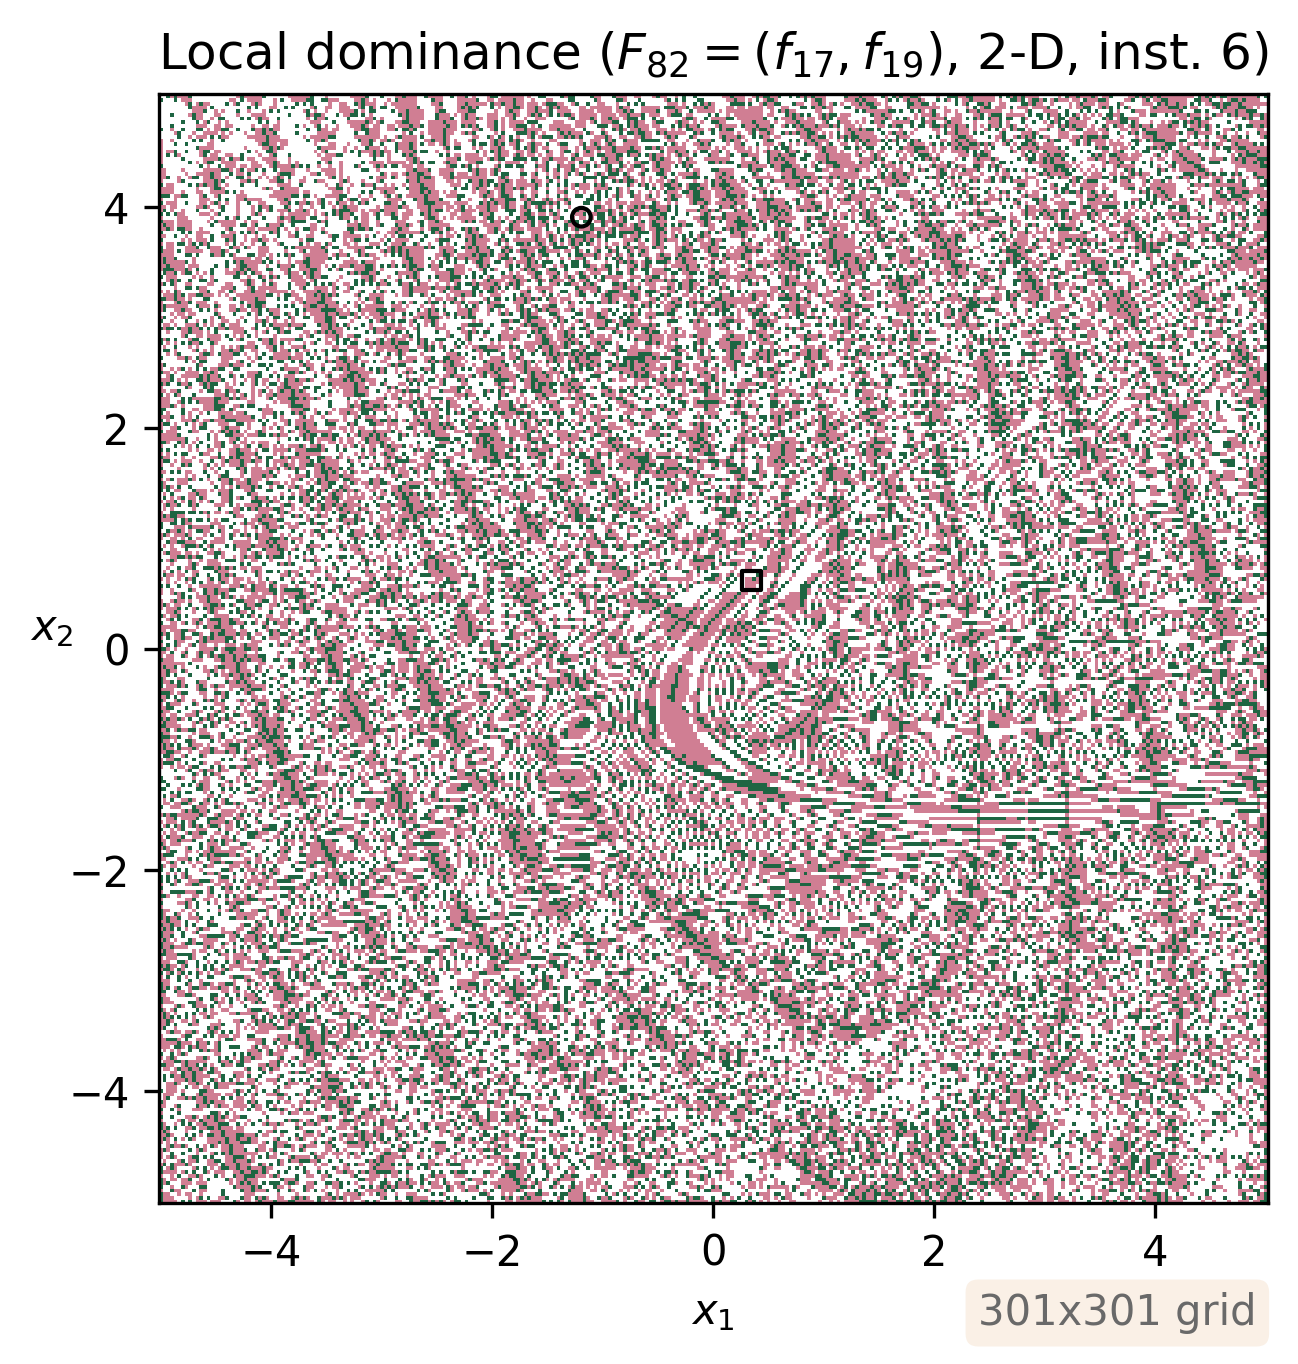 Local dominance (F₈₂ = (f₁₇, f₁₉), 2-D, inst. 6)
4
2
x₂
0
−2
−4
−4 −2 0 2 4
x₁
301x301 grid